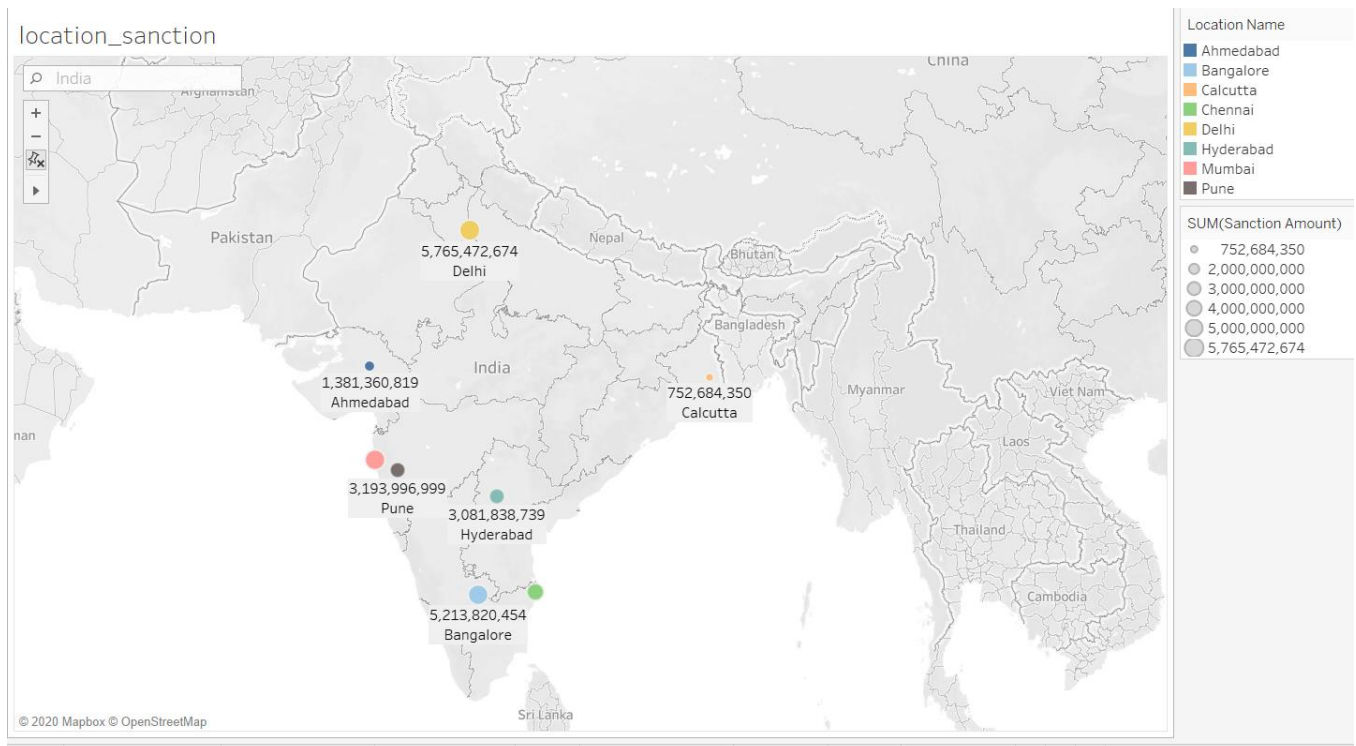 location_sanction
India
Afghanistan
China
Pakistan
5,765,472,674
Delhi
Nepal
Bhutan
Bangladesh
1,381,360,819
Ahmedabad
India
752,684,350
Calcutta
Myanmar
Viet Nam
Laos
3,193,996,999
Pune
3,081,838,739
Hyderabad
Thailand
Cambodia
5,213,820,454
Bangalore
Sri Lanka
© 2020 Mapbox © OpenStreetMap
Location Name
Ahmedabad
Bangalore
Calcutta
Chennai
Delhi
Hyderabad
Mumbai
Pune
SUM(Sanction Amount)
752,684,350
2,000,000,000
3,000,000,000
4,000,000,000
5,000,000,000
5,765,472,674